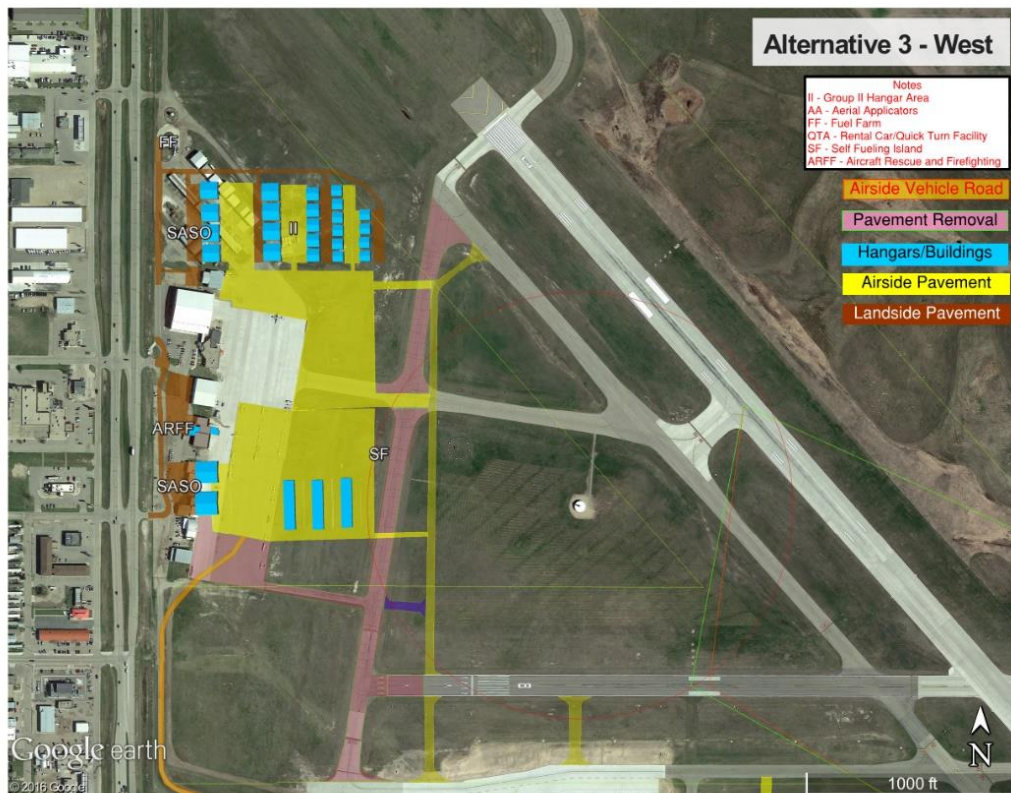 Alternative 3 - West
Notes
II - Group II Hangar Area
AA - Aerial Applicators
FF - Fuel Farm
QTA - Rental Car/Quick Turn Facility
SF - Self Fueling Island
ARFF - Aircraft Rescue and Firefighting
Airside Vehicle Road
Pavement Removal
Hangars/Buildings
Airside Pavement
Landside Pavement
FF
SASO
II
ARFF
SF
SASO
N
1000 ft
Google earth
© 2016 Google